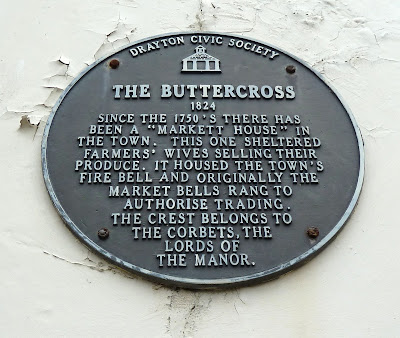 DRAYTON CIVIC SOCIETY
THE BUTTERCROSS
1824
SINCE THE 1750'S THERE HAS
BEEN A "MARKETT HOUSE" IN
THE TOWN. THIS ONE SHELTERED
FARMERS' WIVES SELLING THEIR
PRODUCE. IT HOUSED THE TOWN'S
FIRE BELL AND ORIGINALLY THE
MARKET BELLS RANG TO
AUTHORISE TRADING.
THE CREST BELONGS TO
THE CORBETS, THE
LORDS OF
THE MANOR.